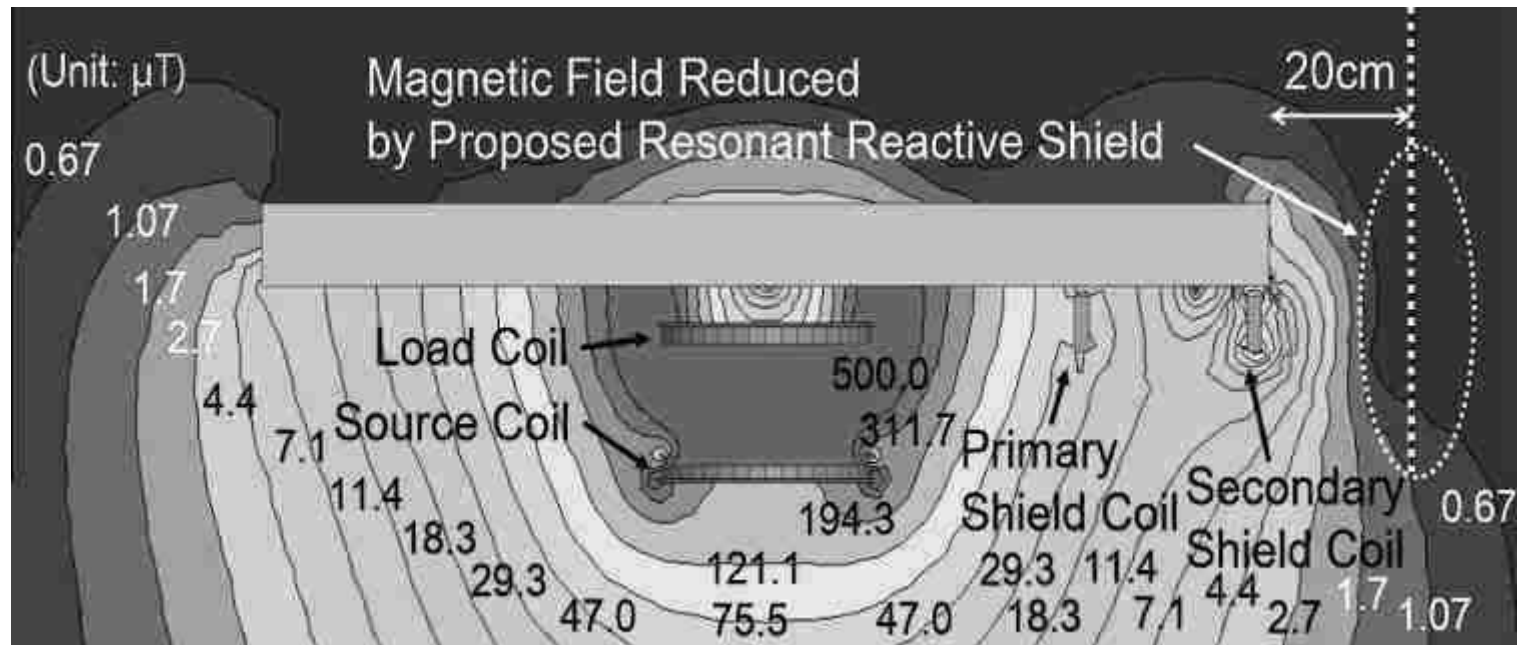 (Unit: μT)
Magnetic Field Reduced
by Proposed Resonant Reactive Shield
20cm
0.67
1.07
1.7
2.7
4.4
7.1
11.4
18.3
29.3
47.0
Load Coil
Source Coil
500.0
311.7
194.3
121.1
75.5
47.0
Primary
Shield Coil
29.3
18.3
11.4
7.1
Secondary
Shield Coil
4.4
2.7
1.7
1.07
0.67